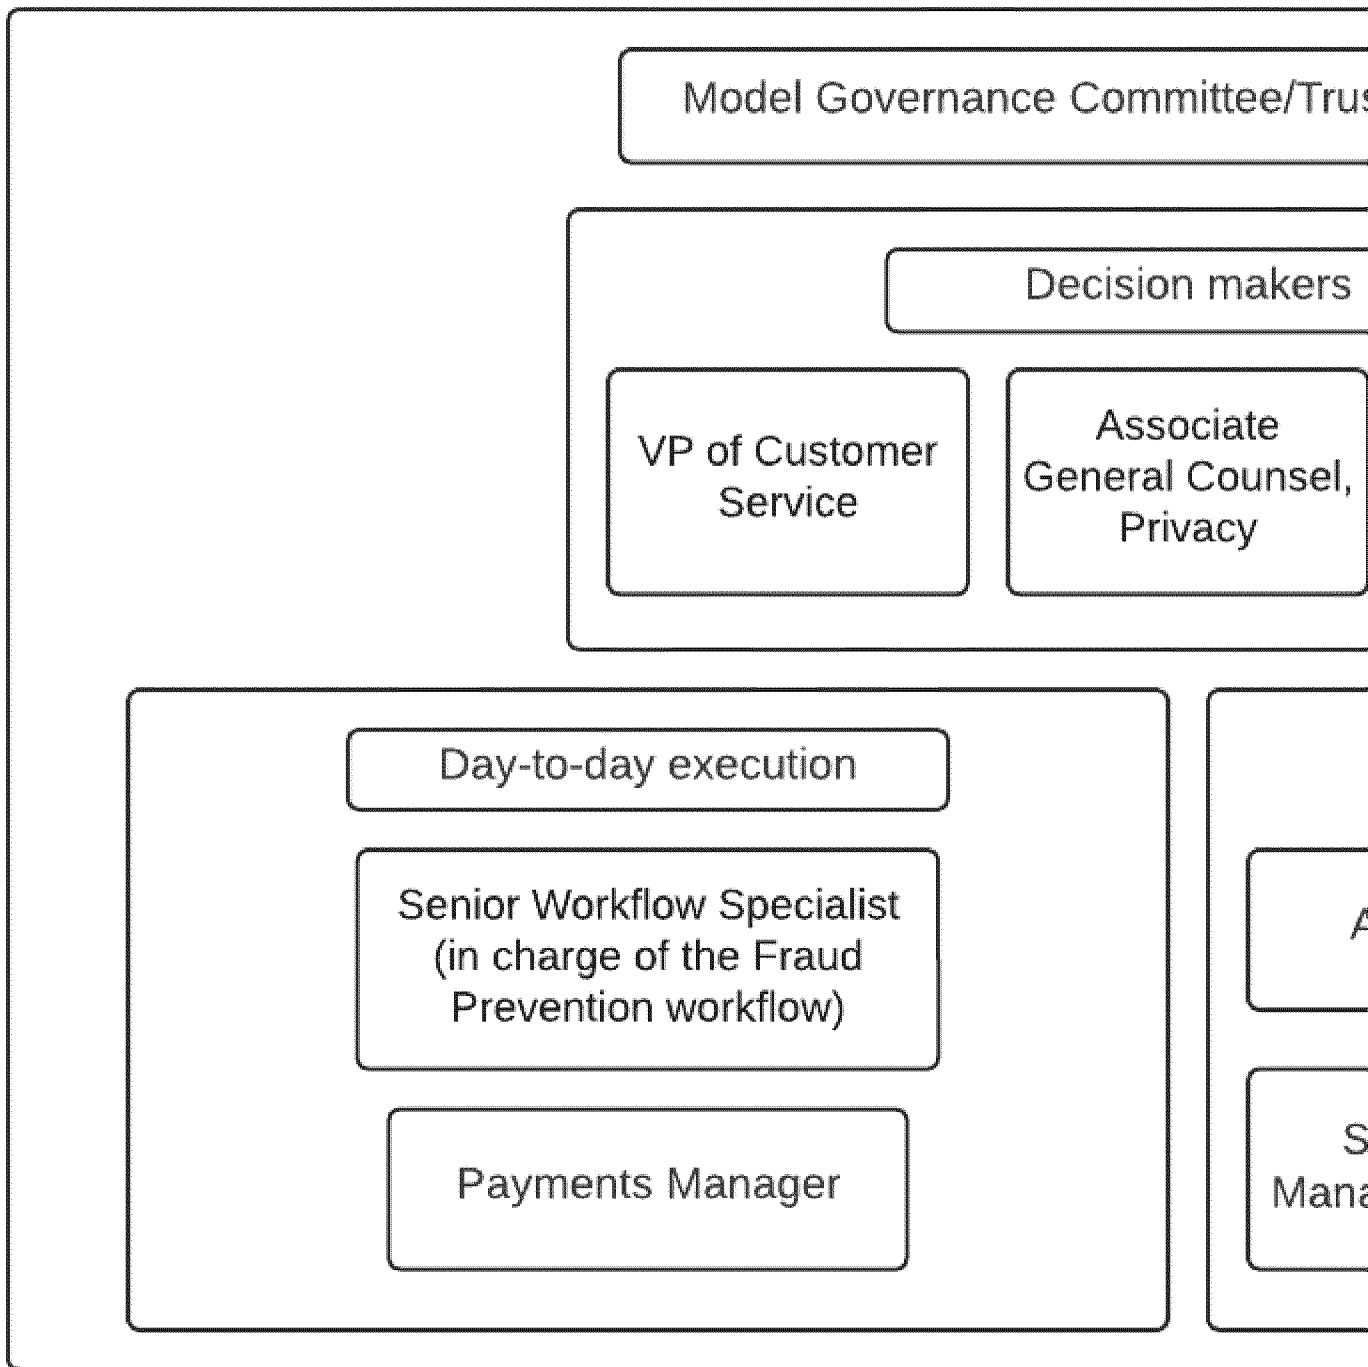 Model Governance Committee/Trus
Decision makers
VP of Customer
Service
Associate
General Counsel,
Privacy
Day-to-day execution
Senior Workflow Specialist
(in charge of the Fraud
Prevention workflow)
Payments Manager
A
S
Mana